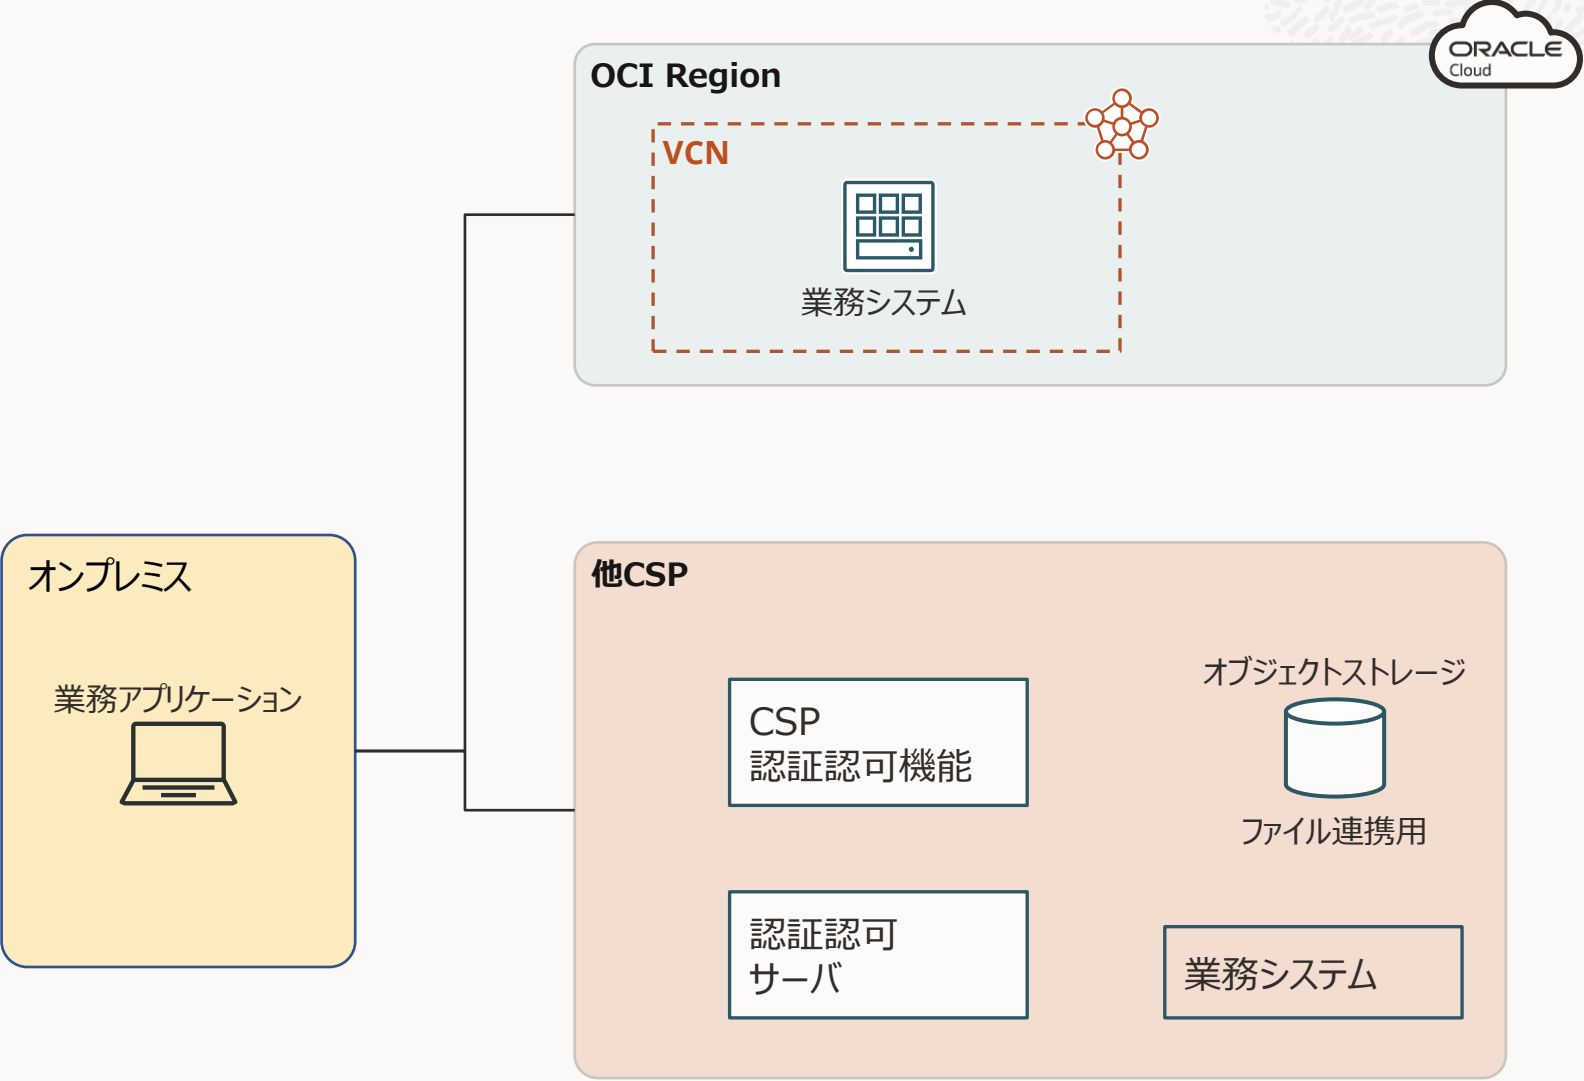 ORACLE
Cloud
OCI Region
VCN
業務システム
オンプレミス
業務アプリケーション
他CSP
CSP
認証認可機能
オブジェクトストレージ
ファイル連携用
認証認可
サーバ
業務システム